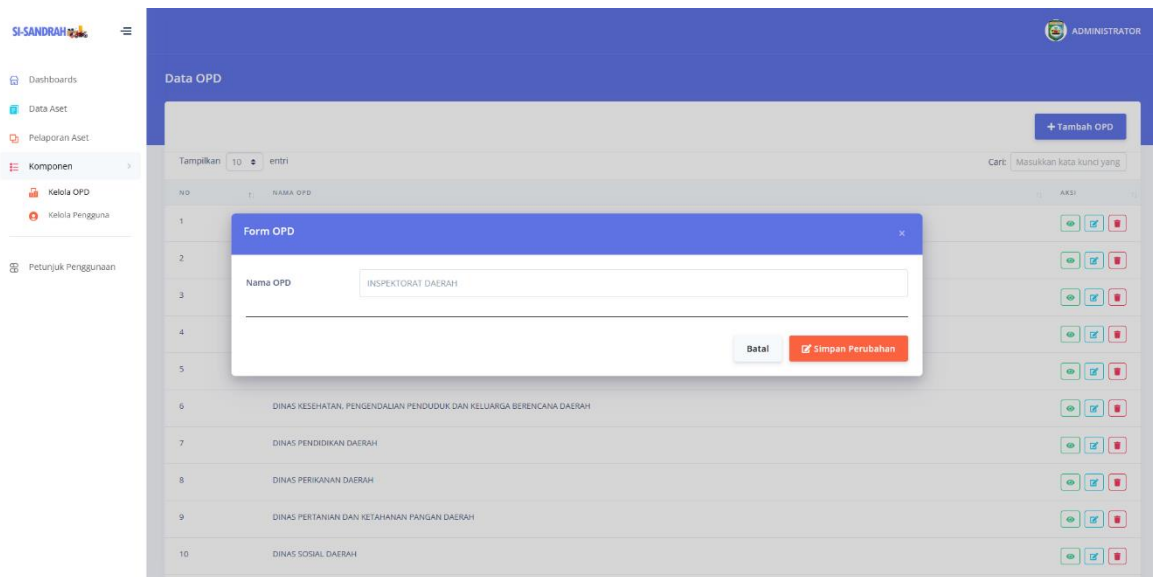 SI-SANDRAH
ADMINISTRATOR
Dashboards
Data Aset
Pelaporan Aset
Komponen
Kelola OPD
Kelola Pengguna
Petunjuk Penggunaan
Data OPD
+ Tambah OPD
Tampilkan 10 entri
Cari: Masukkan kata kunci yang
NO NAMA OPD AKSI
1
2
3
4
5
Form OPD ×
Nama OPD INSPEKTORAT DAERAH
Batal Simpan Perubahan
6 DINAS KESEHATAN, PENGENDALIAN PENDUDUK DAN KELUARGA BERENCANA DAERAH
7 DINAS PENDIDIKAN DAERAH
8 DINAS PERIKANAN DAERAH
9 DINAS PERTANIAN DAN KETAHANAN PANGAN DAERAH
10 DINAS SOSIAL DAERAH